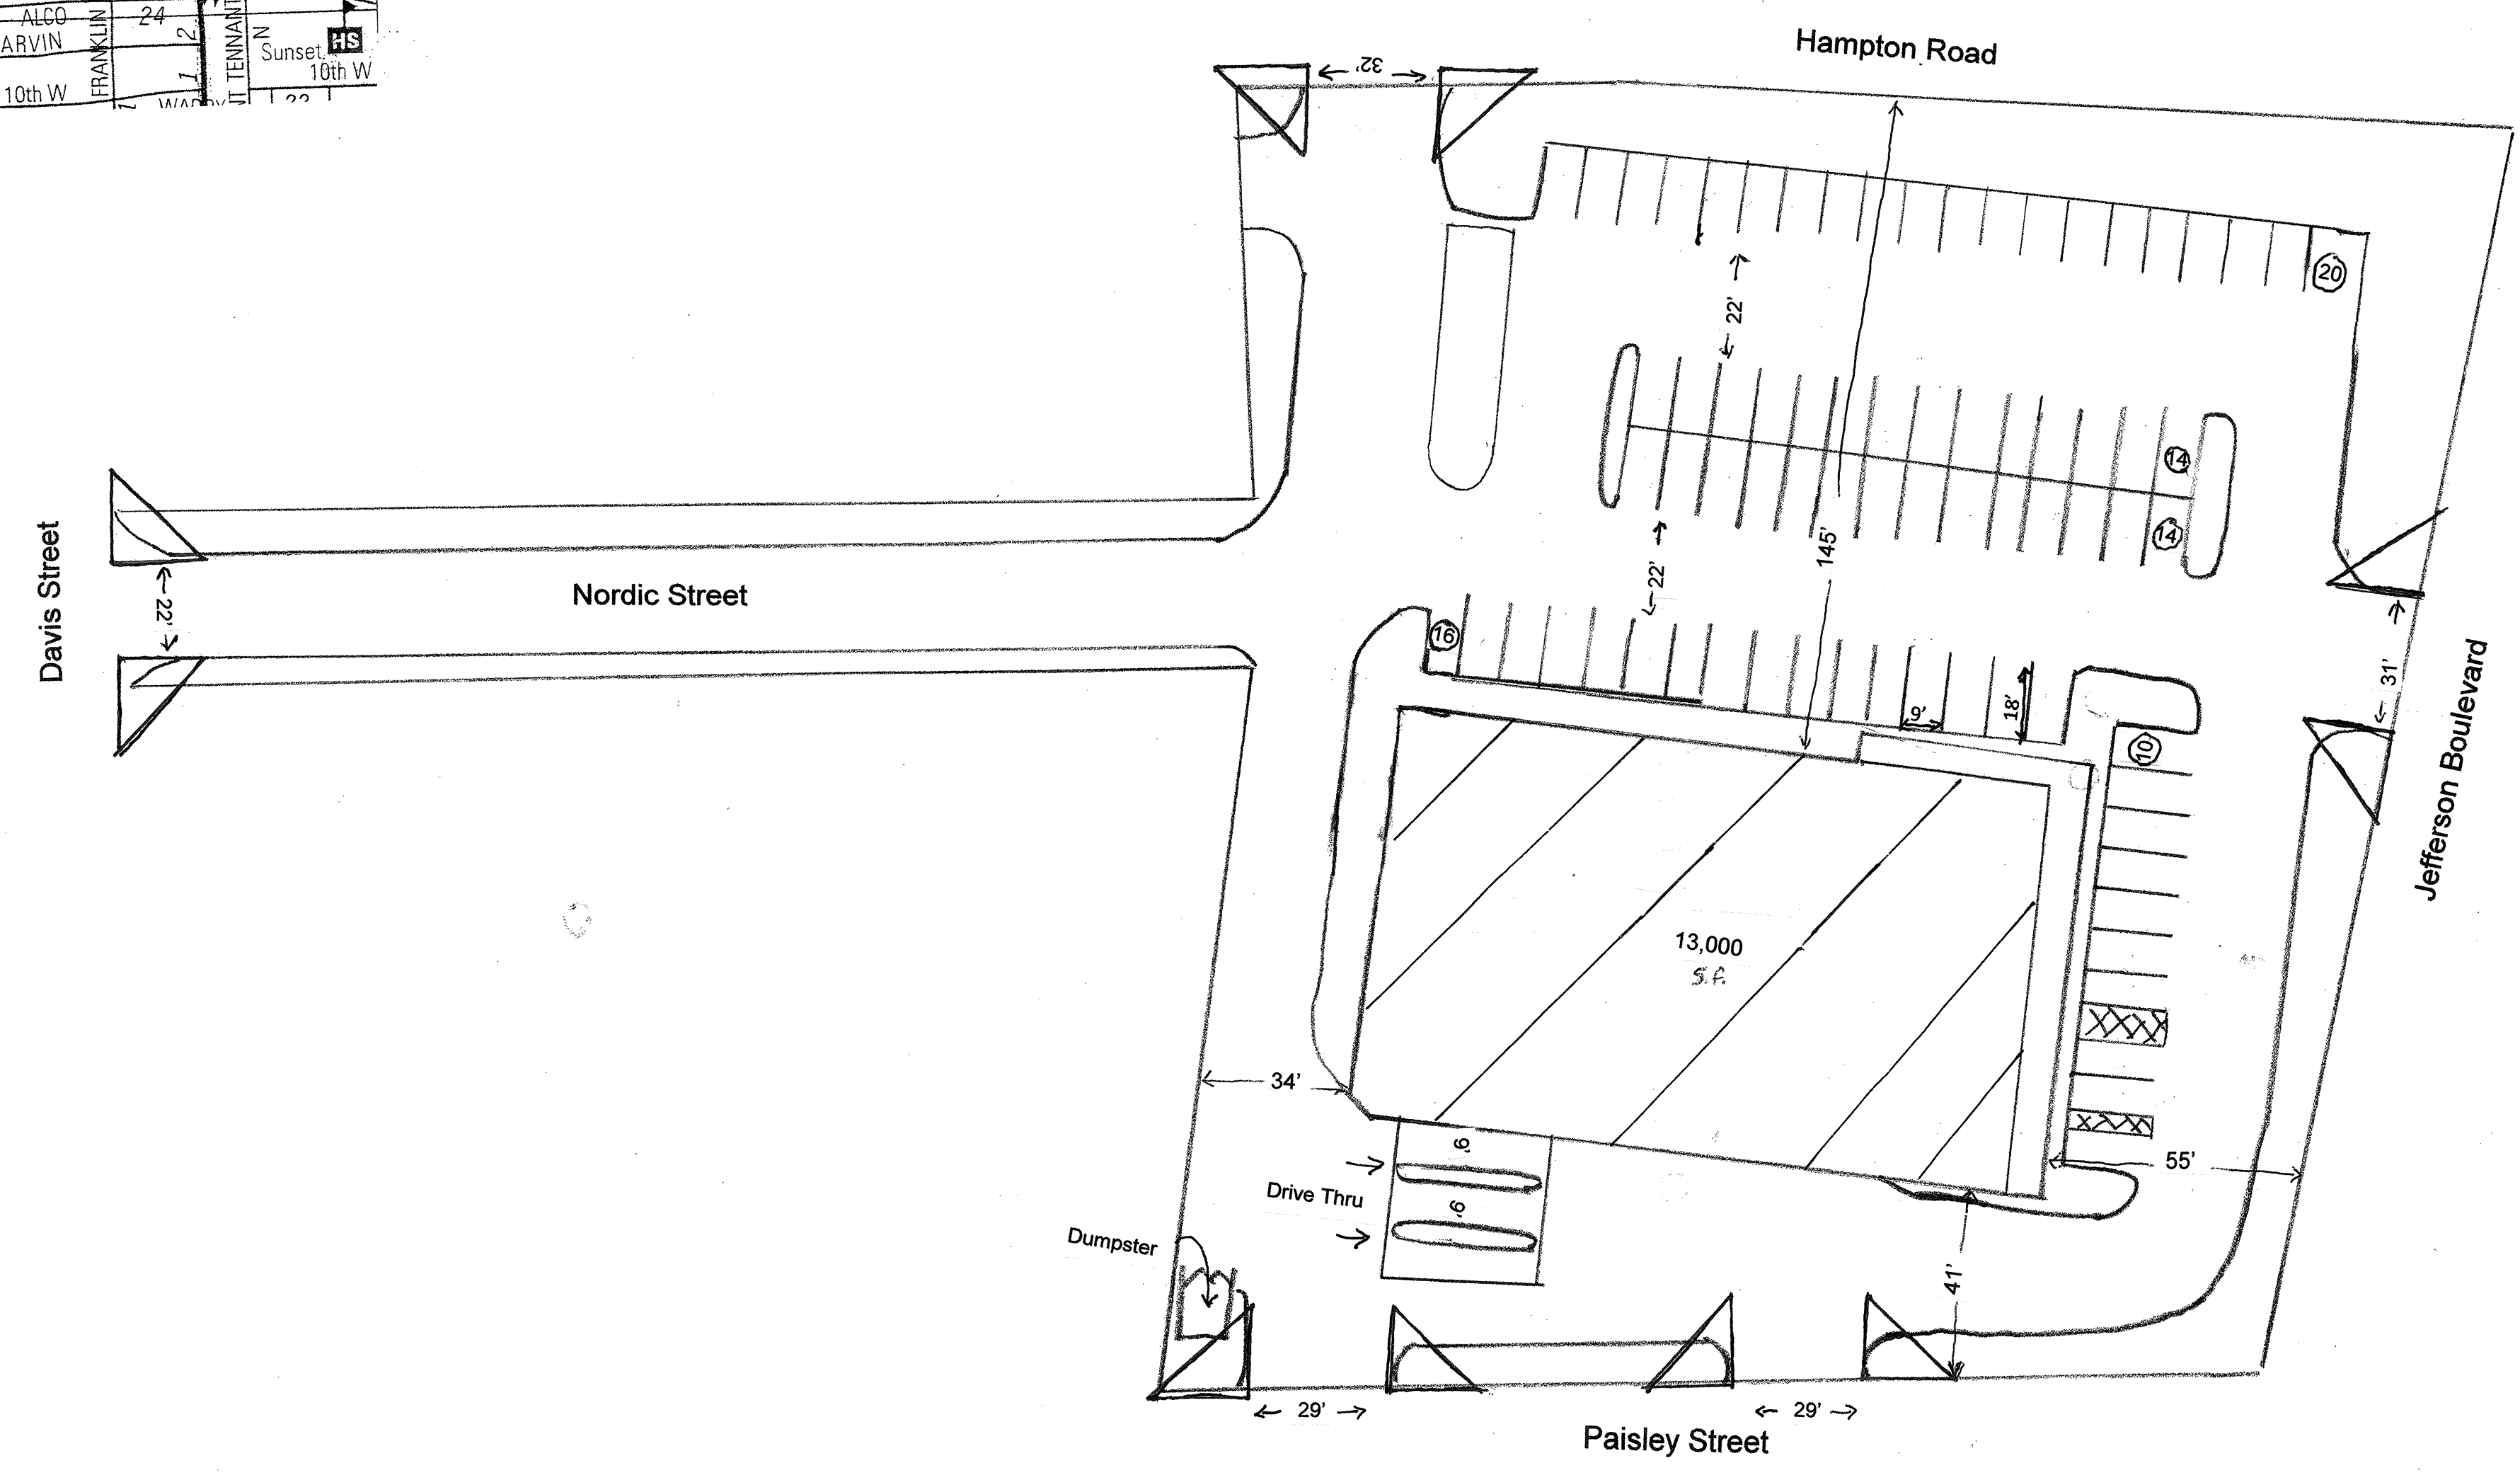 ALCO
ARVIN
10th W
FRANKLIN
24
2
1
TENNANT
N
Sunset
HS
10th W
Hampton Road
32'
20
22'
14
14
145'
22'
16
9'
18'
10
31'
Jefferson Boulevard
Davis Street
22'
Nordic Street
13,000
S.f.
34'
55'
9'
9'
Drive Thru
Dumpster
41'
29'
29'
Paisley Street